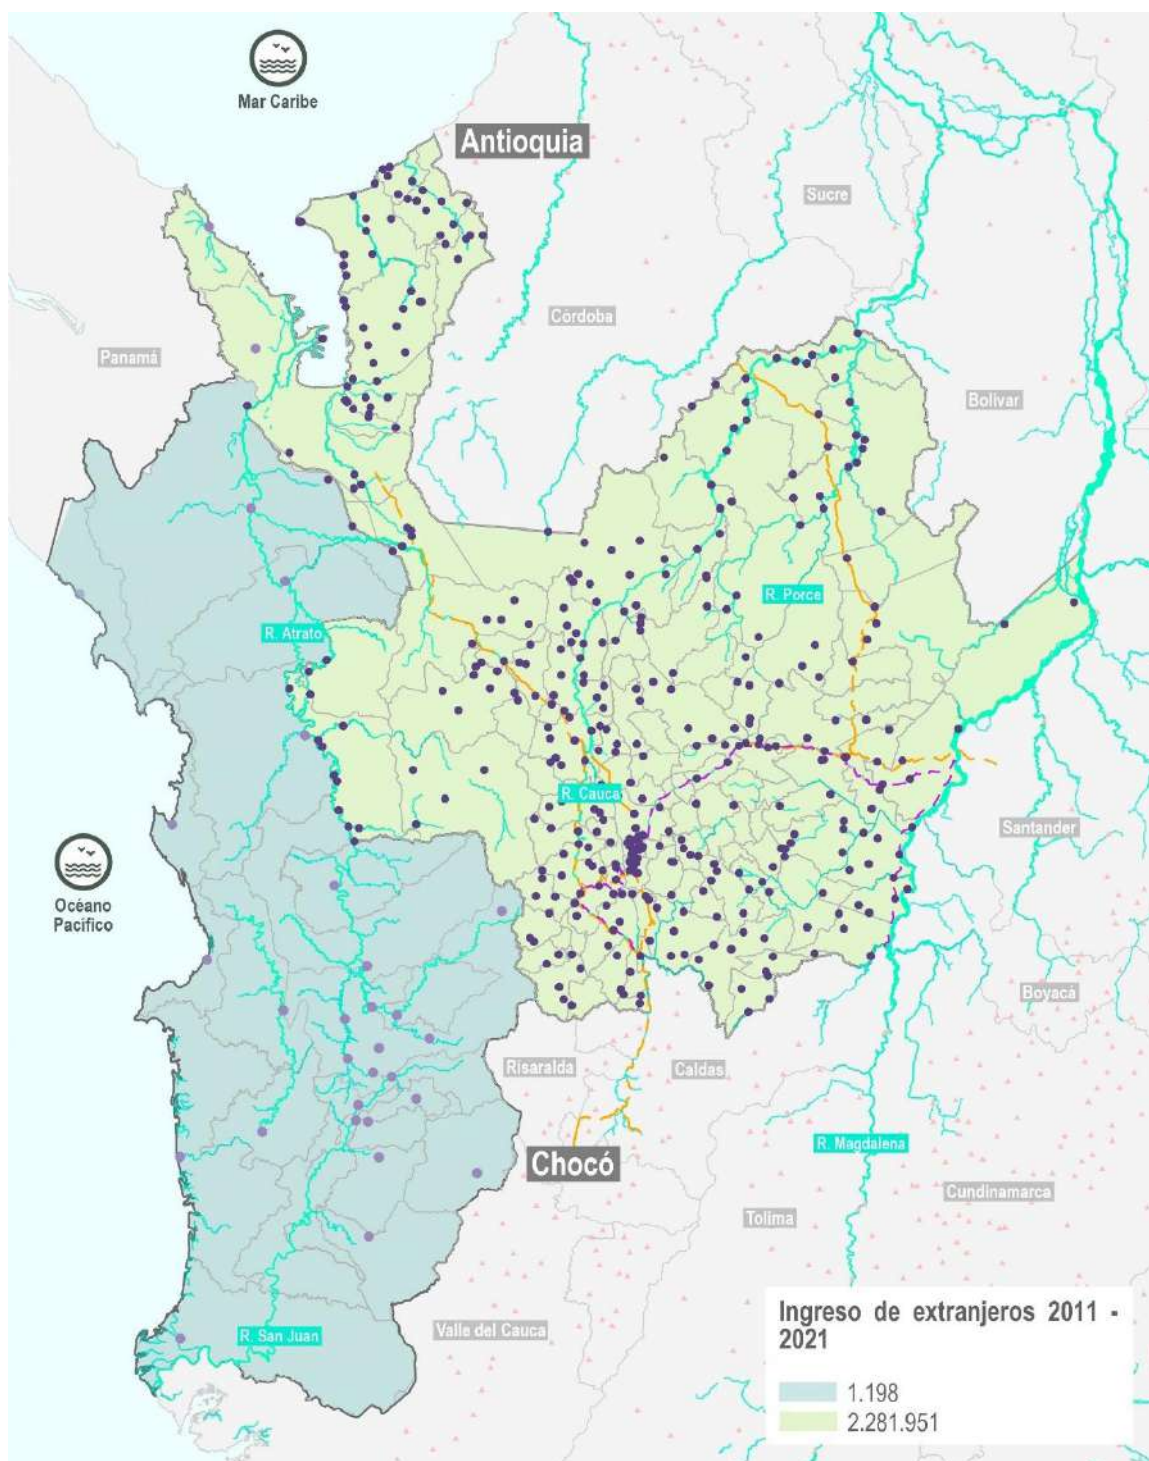 Mar Caribe
Antioquia
Sucre
Córdoba
Panamá
Bolívar
R. Porce
R. Atrato
R. Cauca
Santander
Océano
Pacífico
Boyacá
Risaralda
Caldas
R. Magdalena
Chocó
Cundinamarca
Tolima
Ingreso de extranjeros 2011 -
2021
Valle del Cauca
R. San Juan
1.198
2.281.951